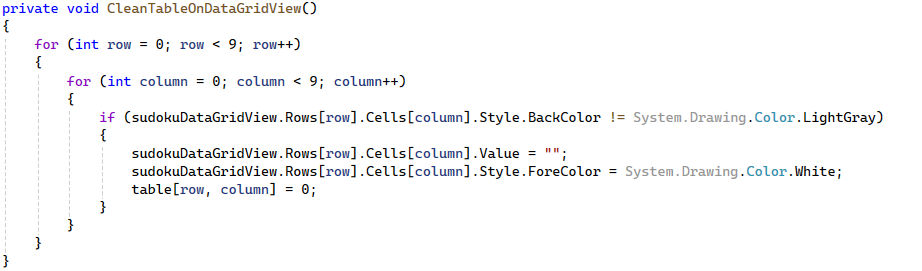 private void CleanTableOnDataGridView()
{
for (int row = 0; row < 9; row++)
{
for (int column = 0; column < 9; column++)
{
if (sudokuDataGridView.Rows[row].Cells[column].Style.BackColor != System.Drawing.Color.LightGray)
{
sudokuDataGridView.Rows[row].Cells[column].Value = "";
sudokuDataGridView.Rows[row].Cells[column].Style.ForeColor = System.Drawing.Color.White;
table[row, column] = 0;
}
}
}
}